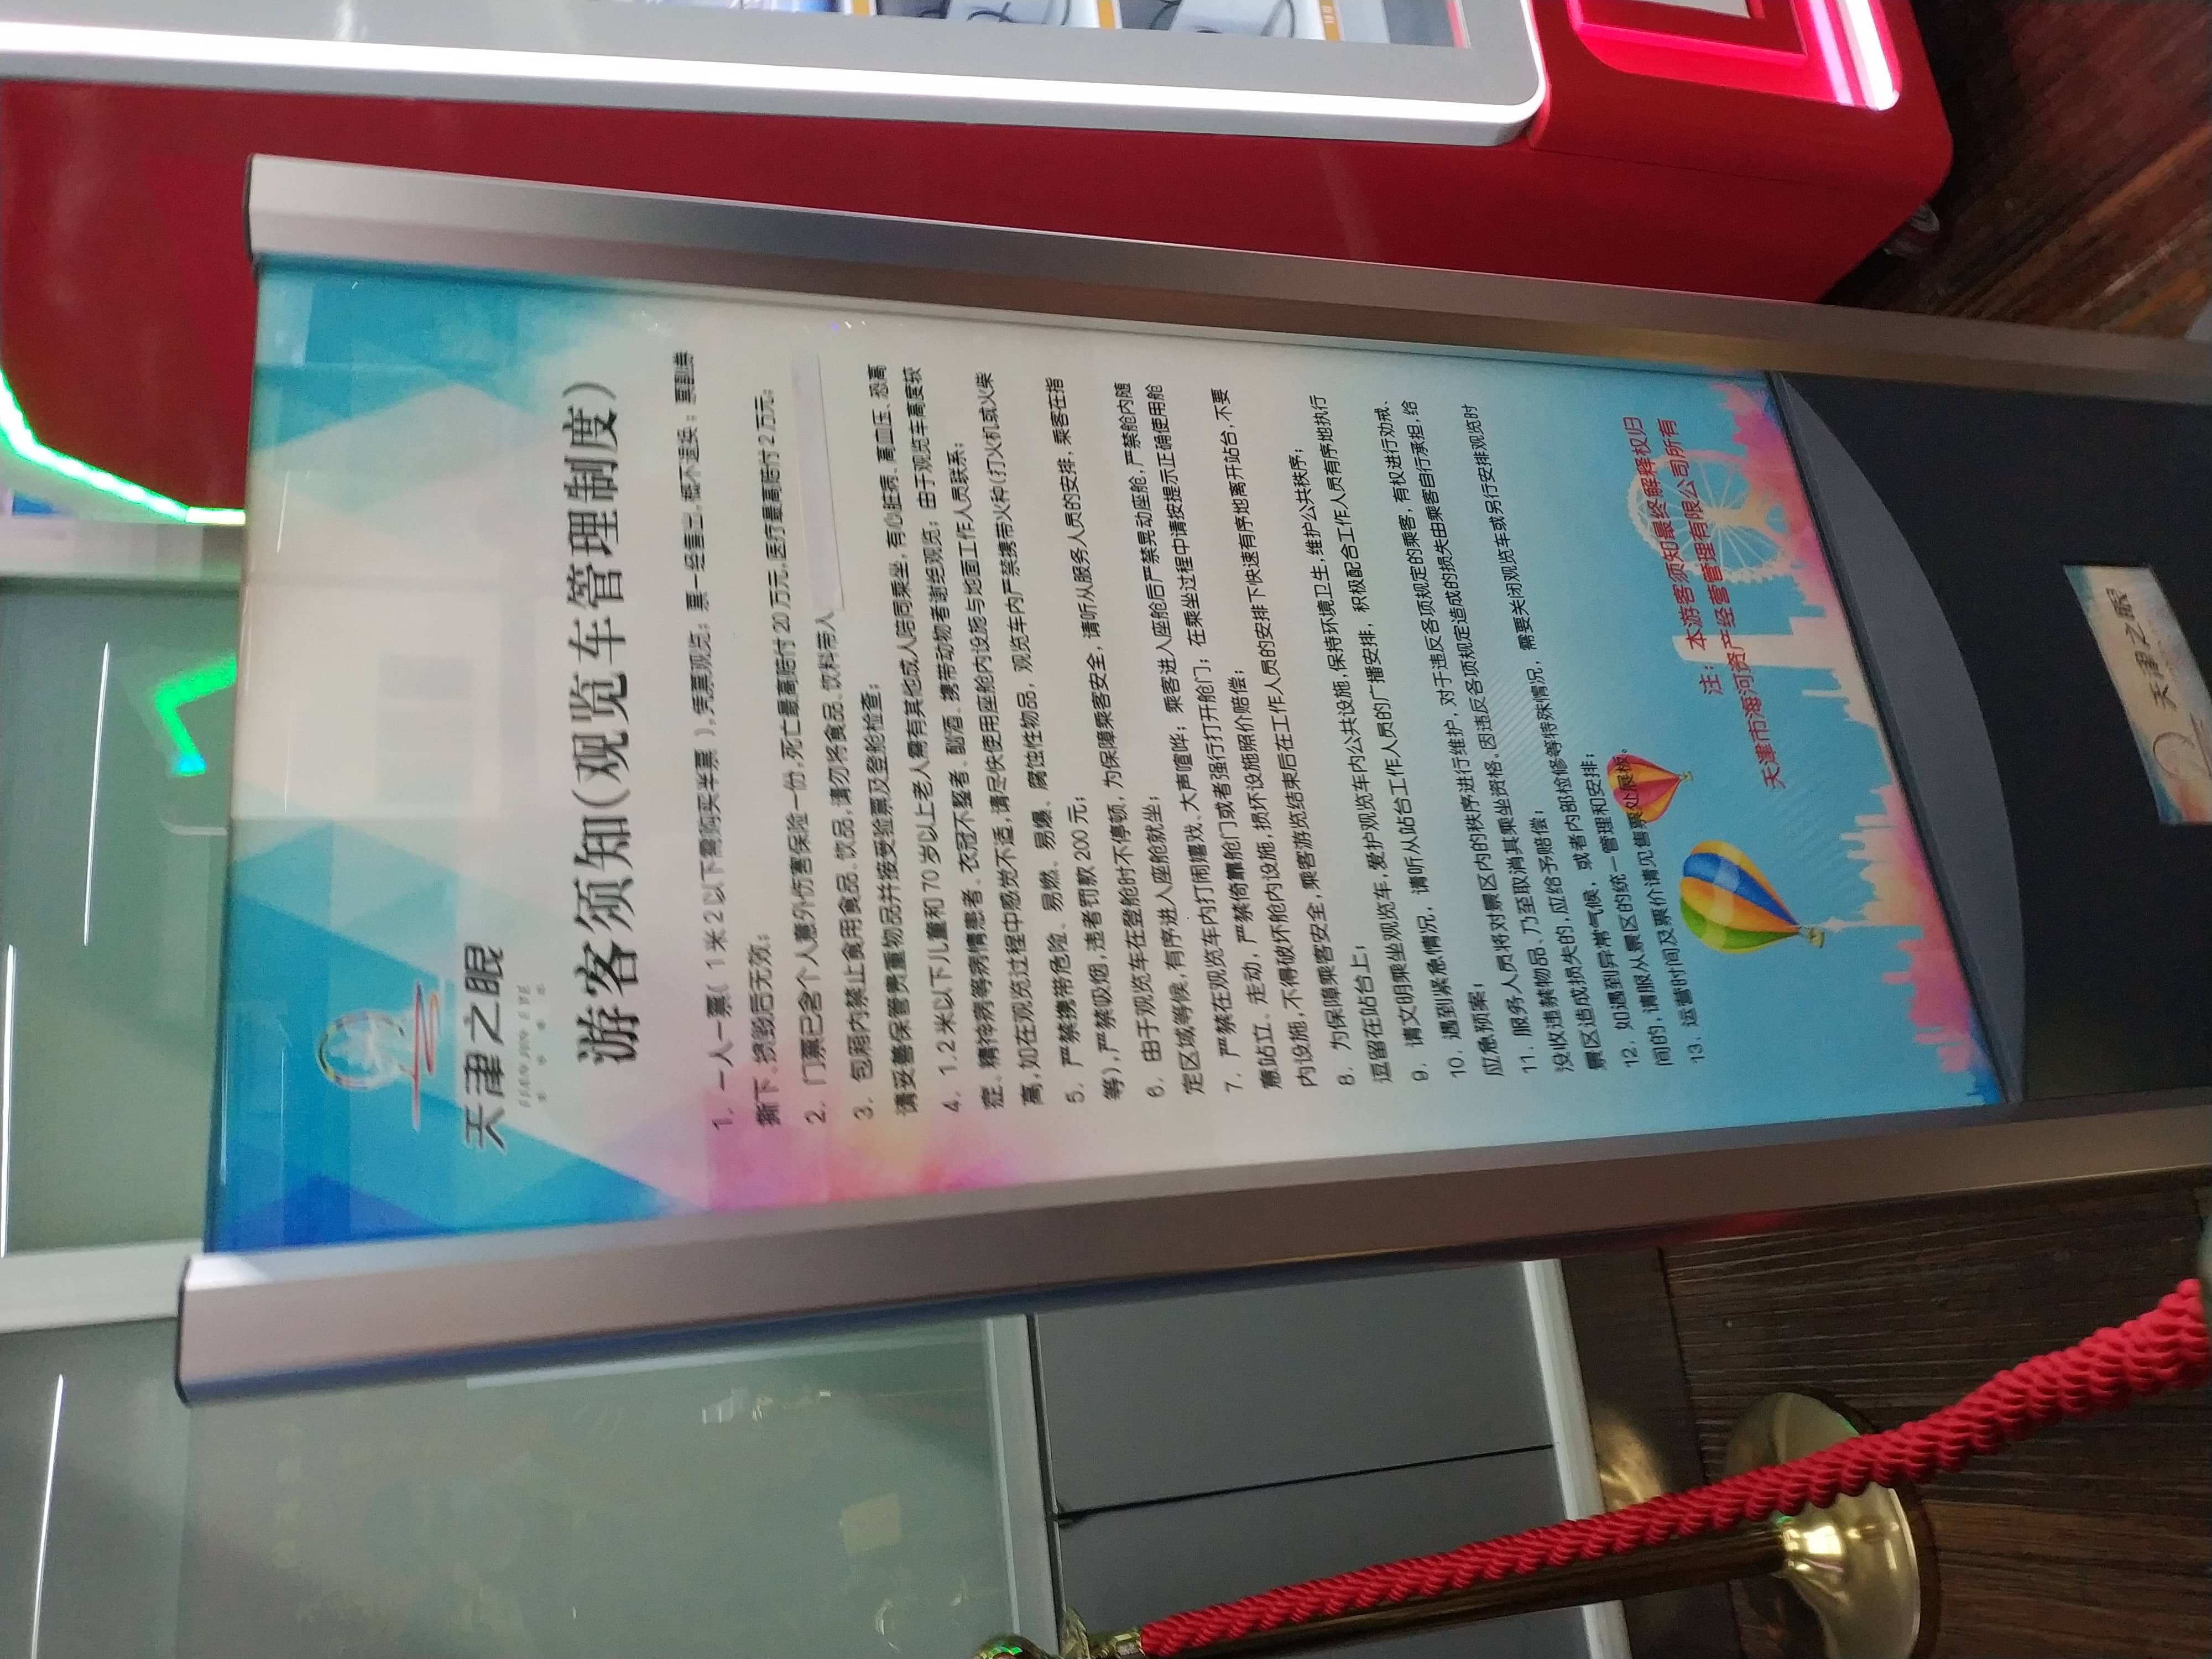 天津之眼
TIANJIN EYE
游客须知(观览车管理制度)
1. 一人一票( 1米2以下需购买半票 ),凭票观览; 票一经售出,概不退换; 票副券
撕下、损毁后无效;
2. 门票已含个人意外伤害保险一份,死亡最高赔付20万元,医疗最高赔付2万元;
3. 包厢内禁止食用食品、饮品,请勿将食品、饮料带入
请妥善保管贵重物品并接受验票及登舱检查;
4. 1.2米以下儿童和70岁以上老人需有其他成人陪同乘坐, 有心脏病、高血压、恐高
症、精神病等病情患者、衣冠不整者、酗酒、携带动物者谢绝观览; 由于观览车高度较
高,如在观览过程中感觉不适, 请尽快使用座舱内设施与地面工作人员联系;
5. 严禁携带危险、易燃、易爆、腐蚀性物品, 观览车内严禁携带火种(打火机或火柴
等),严禁吸烟,违者罚款200元;
6. 由于观览车在登舱时不停顿, 为保障乘客安全, 请听从服务人员的安排, 乘客在指
定区域等候, 有序进入座舱就坐;
7. 严禁在观览车内打闹嬉戏、大声喧哗; 乘客进入座舱后严禁晃动座舱, 严禁舱内随
意站立、走动, 严禁倚靠舱门或者强行打开舱门; 在乘坐过程中请按提示正确使用舱
内设施, 不得破坏舱内设施, 损坏设施照价赔偿;
8. 为保障乘客安全, 乘客游览结束后在工作人员的安排下快速有序地离开站台, 不要
逗留在站台上;
9. 请文明乘坐观览车, 爱护观览车内公共设施, 保持环境卫生, 维护公共秩序;
10. 遇到紧急情况, 请听从站台工作人员的广播安排, 积极配合工作人员有序地执行
应急预案;
11. 服务人员将对景区内的秩序进行维护, 对于违反各项规定的乘客, 有权进行劝戒、
没收违禁物品、乃至取消其乘坐资格。因违反各项规定造成的损失由乘客自行承担, 给
景区造成损失的, 应给予赔偿;
12. 如遇到异常气候, 或者内部检修等特殊情况, 需要关闭观览车或另行安排观览时
间的, 请服从景区的统一管理和安排;
13. 运营时间及票价请见售票处展板。
注: 本游客须知最终解释权归
天津市海河资产经营管理有限公司所有
天津之眼